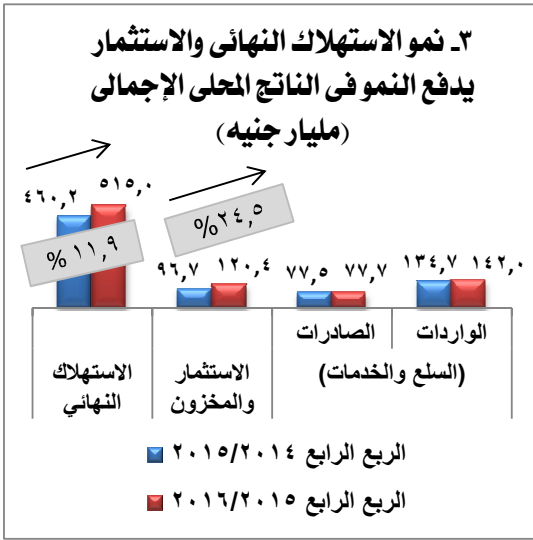 ٣ـ نمو الاستهلاك النهائى والاستثمار
يدفع النمو فى الناتج المحلى الإجمالى
(مليار جنيه)
٤٦٠,٢ ٥١٥,٠
%١١,٩
%٢٤,٥
٩٦,٧ ١٢٠,٤
٧٧,٥ ٧٧,٧
١٣٤,٧ ١٤٢,٠
الاستهلاك
النهائي
الاستثمار
والمخزون
الصادرات
الواردات
(السلع والخدمات)
الربع الرابع ٢٠١٥/٢٠١٤
الربع الرابع ٢٠١٦/٢٠١٥